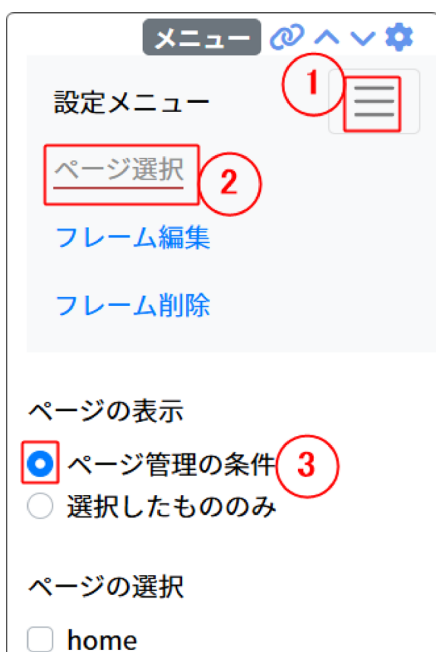 メニュー
設定メニュー
1
ページ選択
2
フレーム編集
フレーム削除
ページの表示
ページ管理の条件
3
選択したもののみ
ページの選択
home